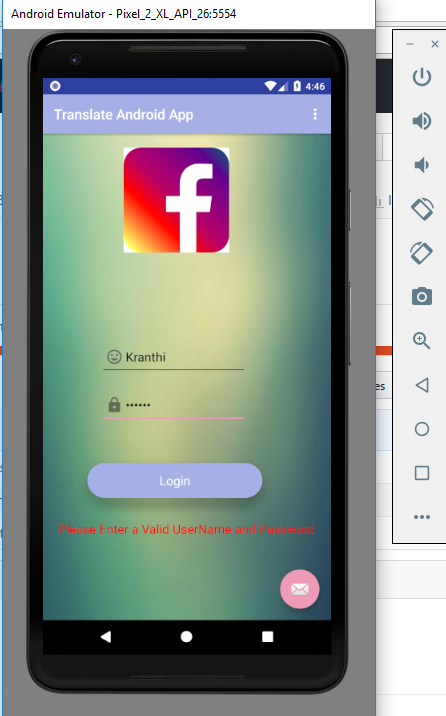 Android Emulator - Pixel_2_XL_API_26:5554
4:46
Translate Android App
f
Kranthi
••••••
Login
Please Enter a Valid UserName and Password
es